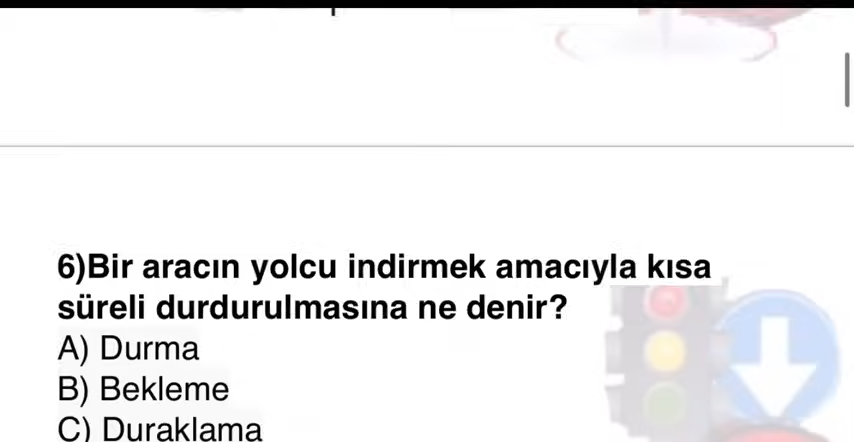 6)Bir aracın yolcu indirmek amacıyla kısa
süreli durdurulmasına ne denir?
A) Durma
B) Bekleme
C) Duraklama